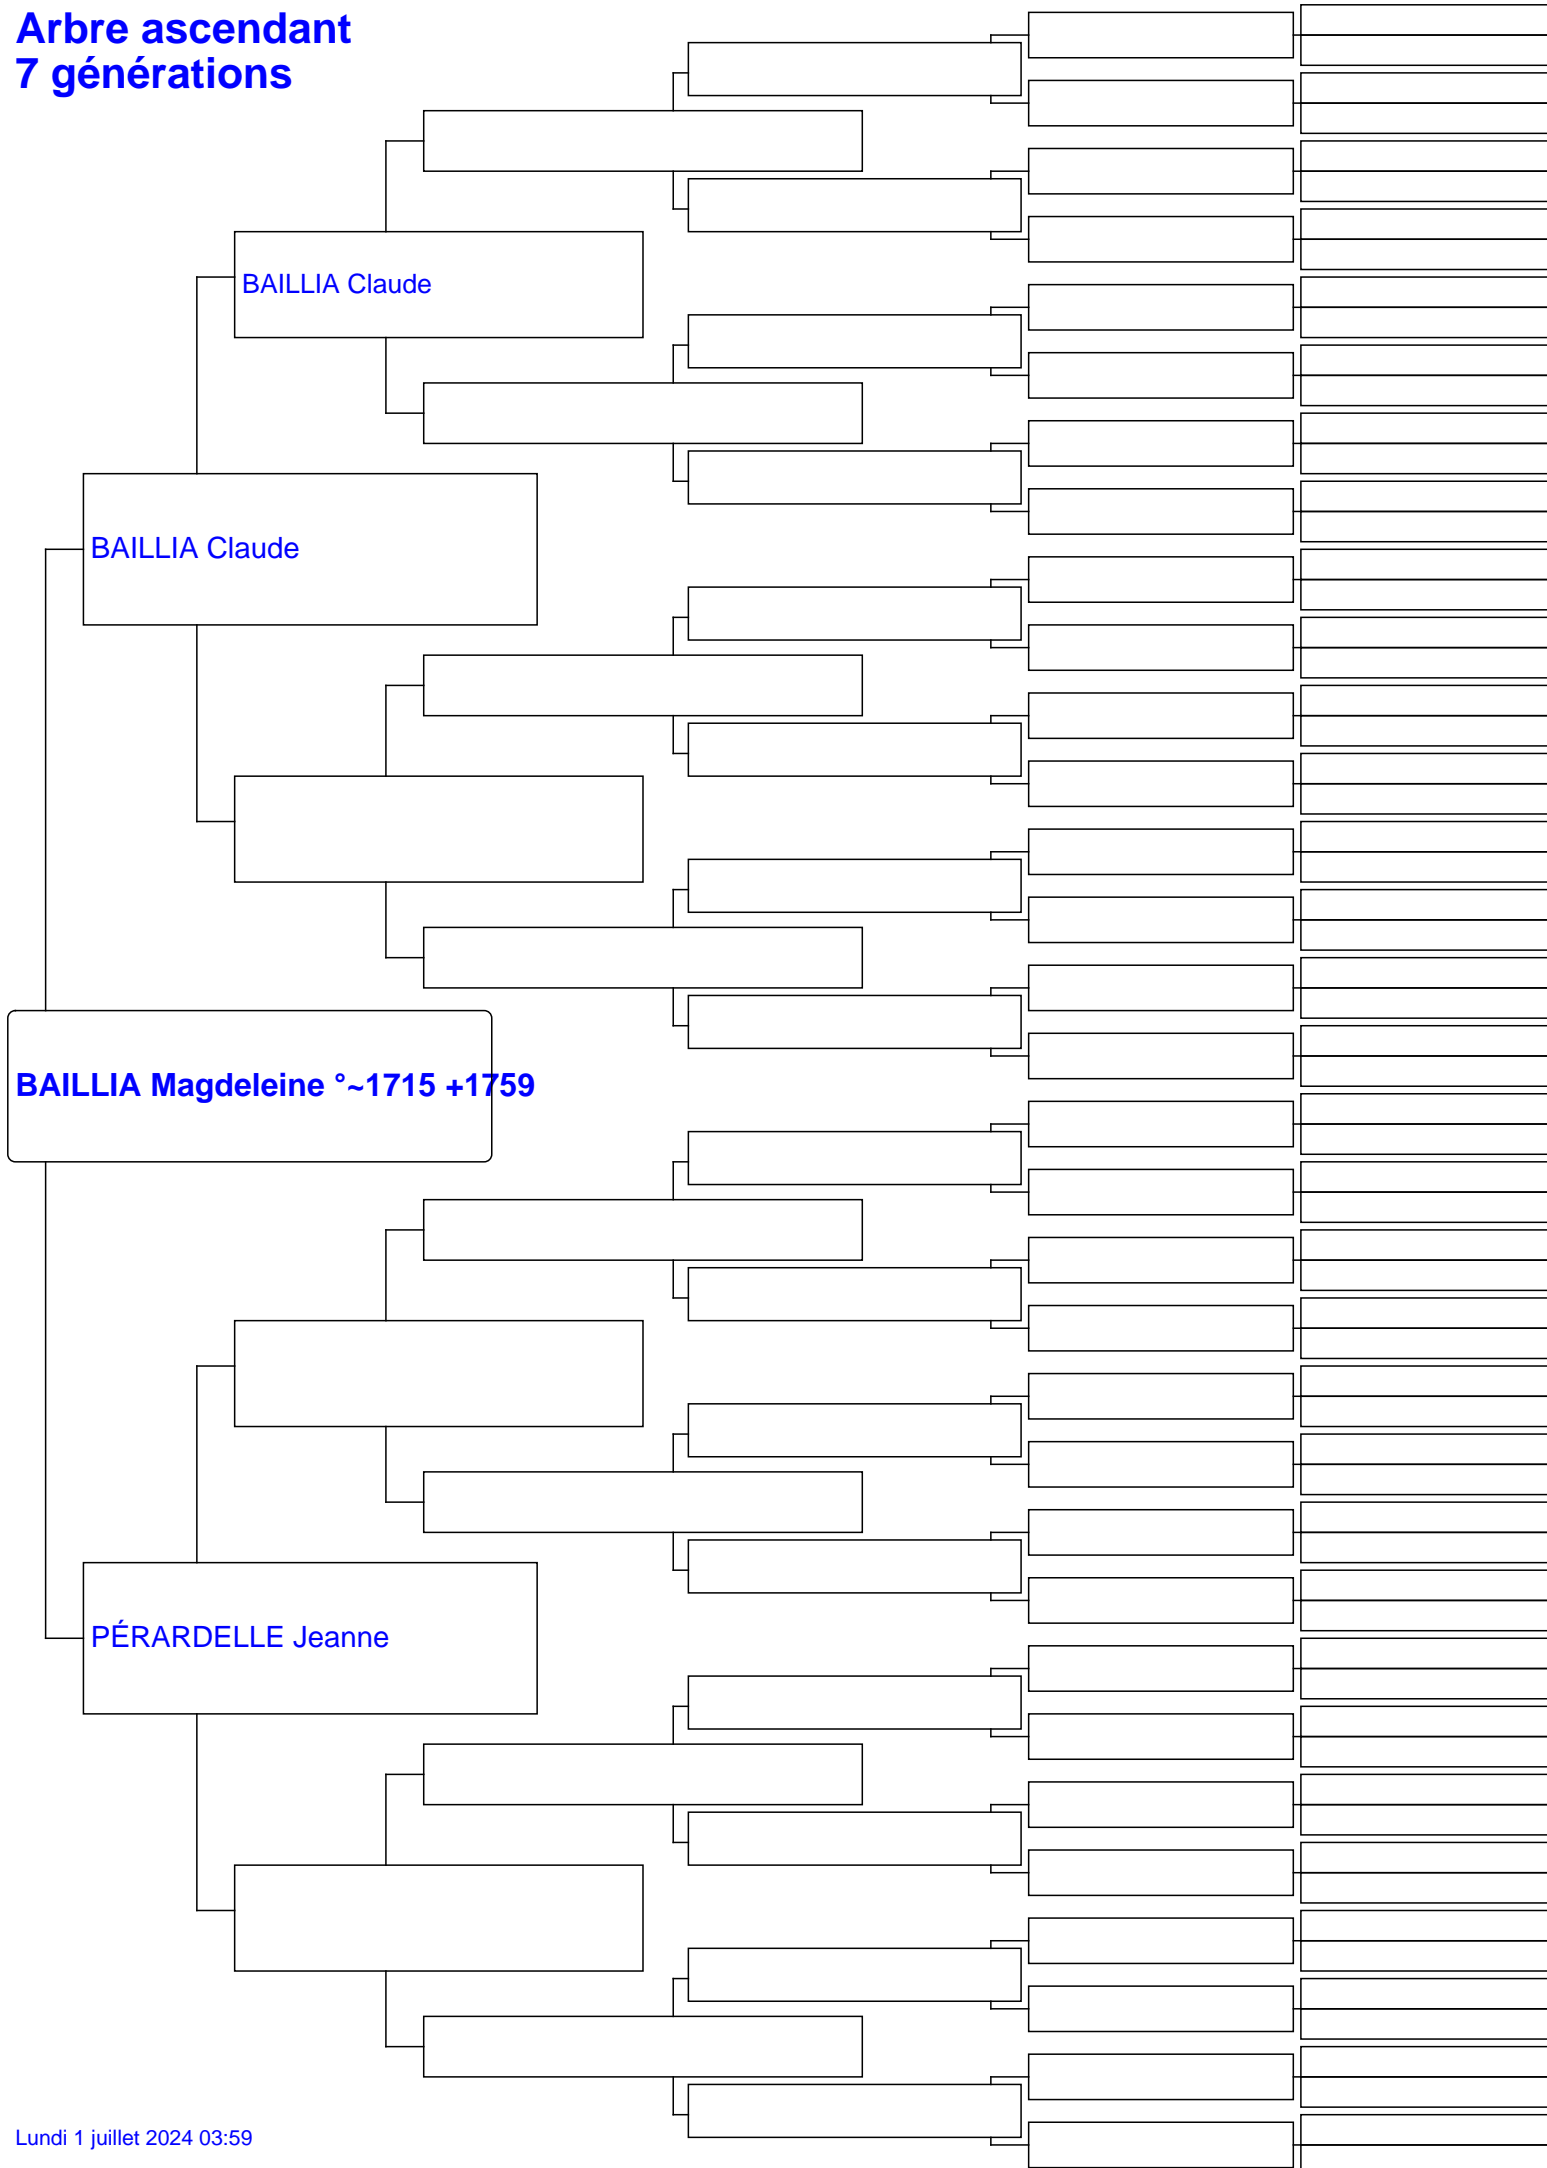 Arbre ascendant
7 générations
BAILLIA Claude
BAILLIA Claude
BAILLIA Magdeleine °~1715 +1759
PÉRARDELLE Jeanne
Lundi 1 juillet 2024 03:59